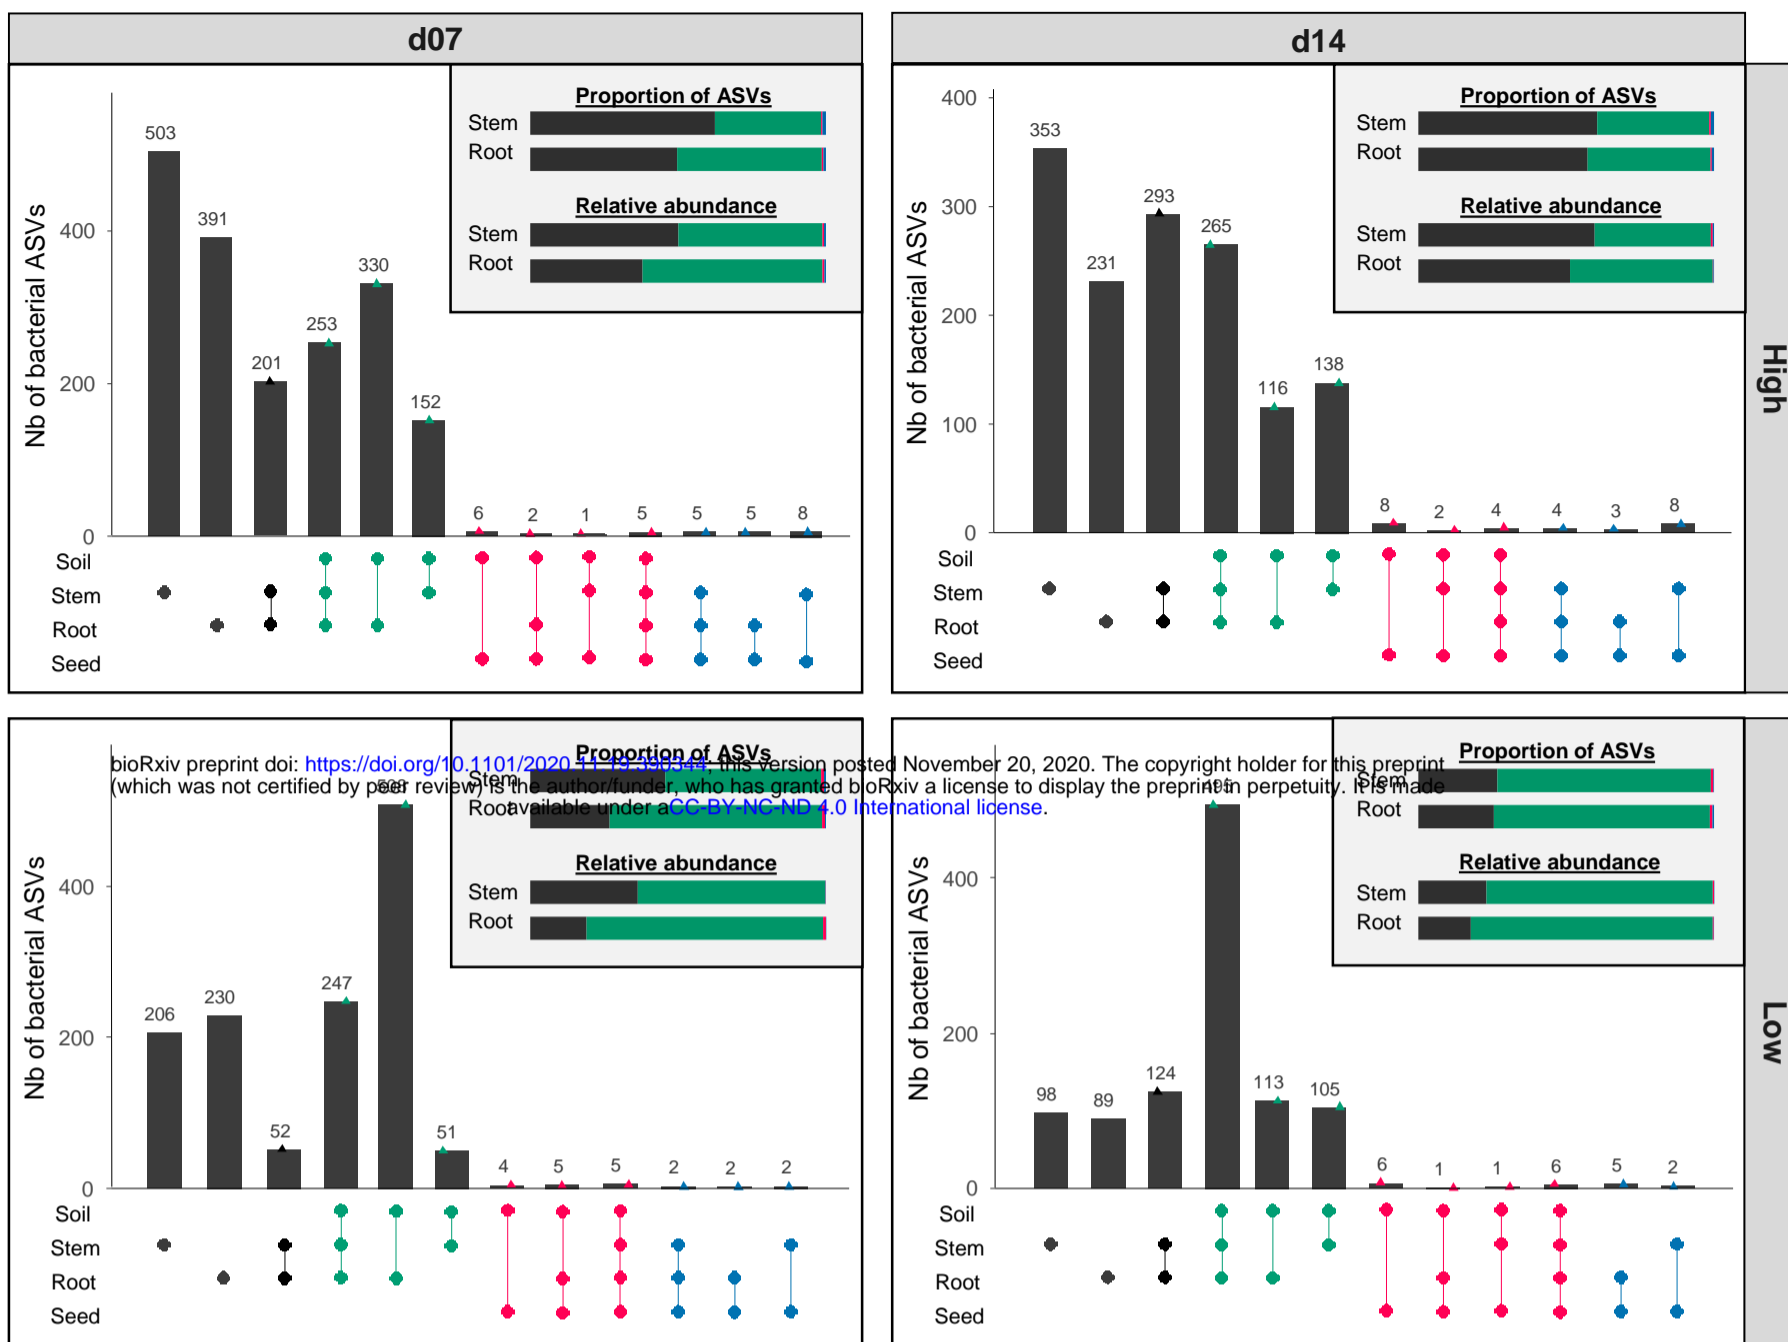 d07
d14
High
Low
Nb of bacterial ASVs
400
200
0
503
391
201
253
330
152
6
2
1
5
5
5
8
Proportion of ASVs
Stem
Root
Relative abundance
Stem
Root
Soil
Stem
Root
Seed
Nb of bacterial ASVs
400
300
200
100
0
353
231
293
265
116
138
8
2
4
4
3
8
Proportion of ASVs
Stem
Root
Relative abundance
Stem
Root
Soil
Stem
Root
Seed
bioRxiv preprint doi: https://doi.org/10.1101/2020.11.19.390344; this version posted November 20, 2020. The copyright holder for this preprint
(which was not certified by peer review) is the author/funder, who has granted bioRxiv a license to display the preprint in perpetuity. It is made
available under aCC-BY-NC-ND 4.0 International license.
Nb of bacterial ASVs
400
200
0
206
230
52
247
51
4
5
5
2
2
2
Proportion of ASVs
Stem
Root
Relative abundance
Stem
Root
Soil
Stem
Root
Seed
Nb of bacterial ASVs
400
200
0
98
89
124
495
113
105
6
1
1
6
5
2
Proportion of ASVs
Stem
Root
Relative abundance
Stem
Root
Soil
Stem
Root
Seed